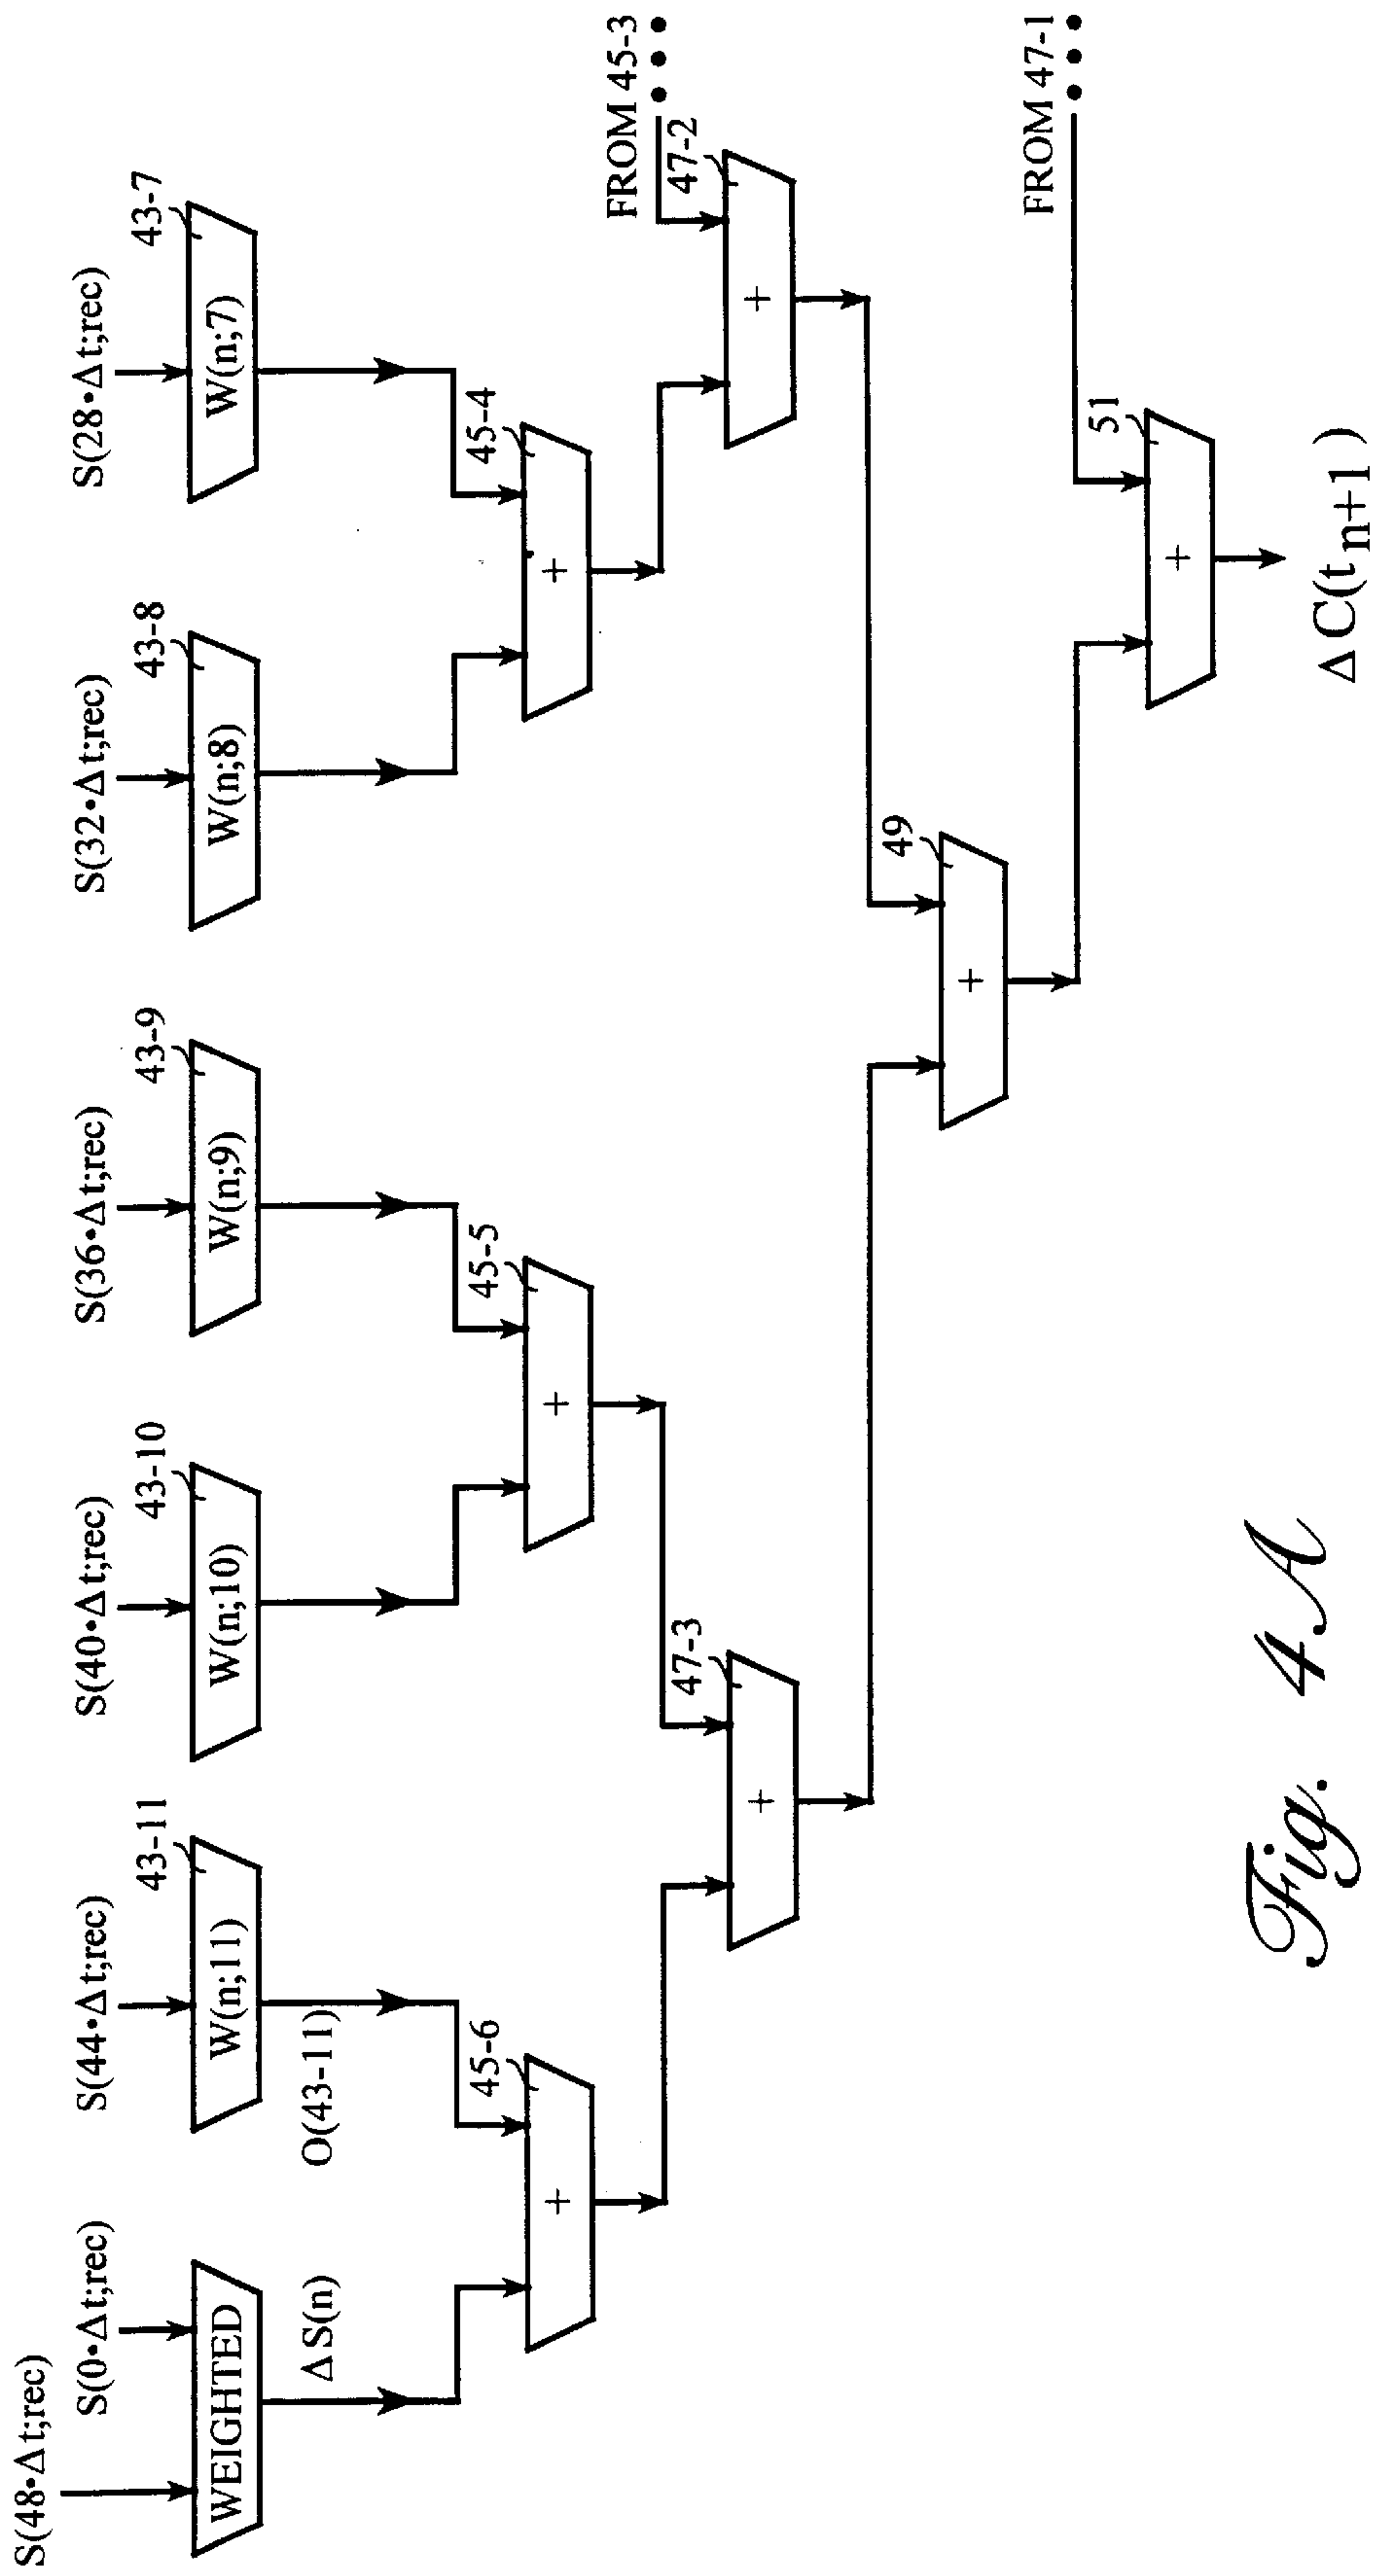 S(48•Δt;rec)
S(0•Δt;rec)
S(44•Δt;rec)
S(40•Δt;rec)
S(36•Δt;rec)
S(32•Δt;rec)
S(28•Δt;rec)
43-11
43-10
43-9
43-8
43-7
WEIGHTED
W(n;11)
W(n;10)
W(n;9)
W(n;8)
W(n;7)
ΔS(n)
O(43-11)
45-6
45-5
45-4
+
+
+
FROM 45-3
47-3
47-2
+
+
49
+
FROM 47-1
51
+
ΔC(tn+1)
Fig. 4A